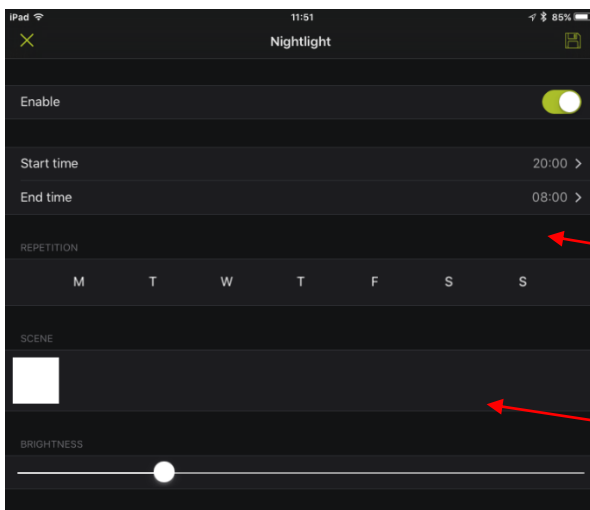 iPad 11:51 85%
Nightlight
Enable
Start time 20:00
End time 08:00
REPETITION
M T W T F S S
SCENE
BRIGHTNESS